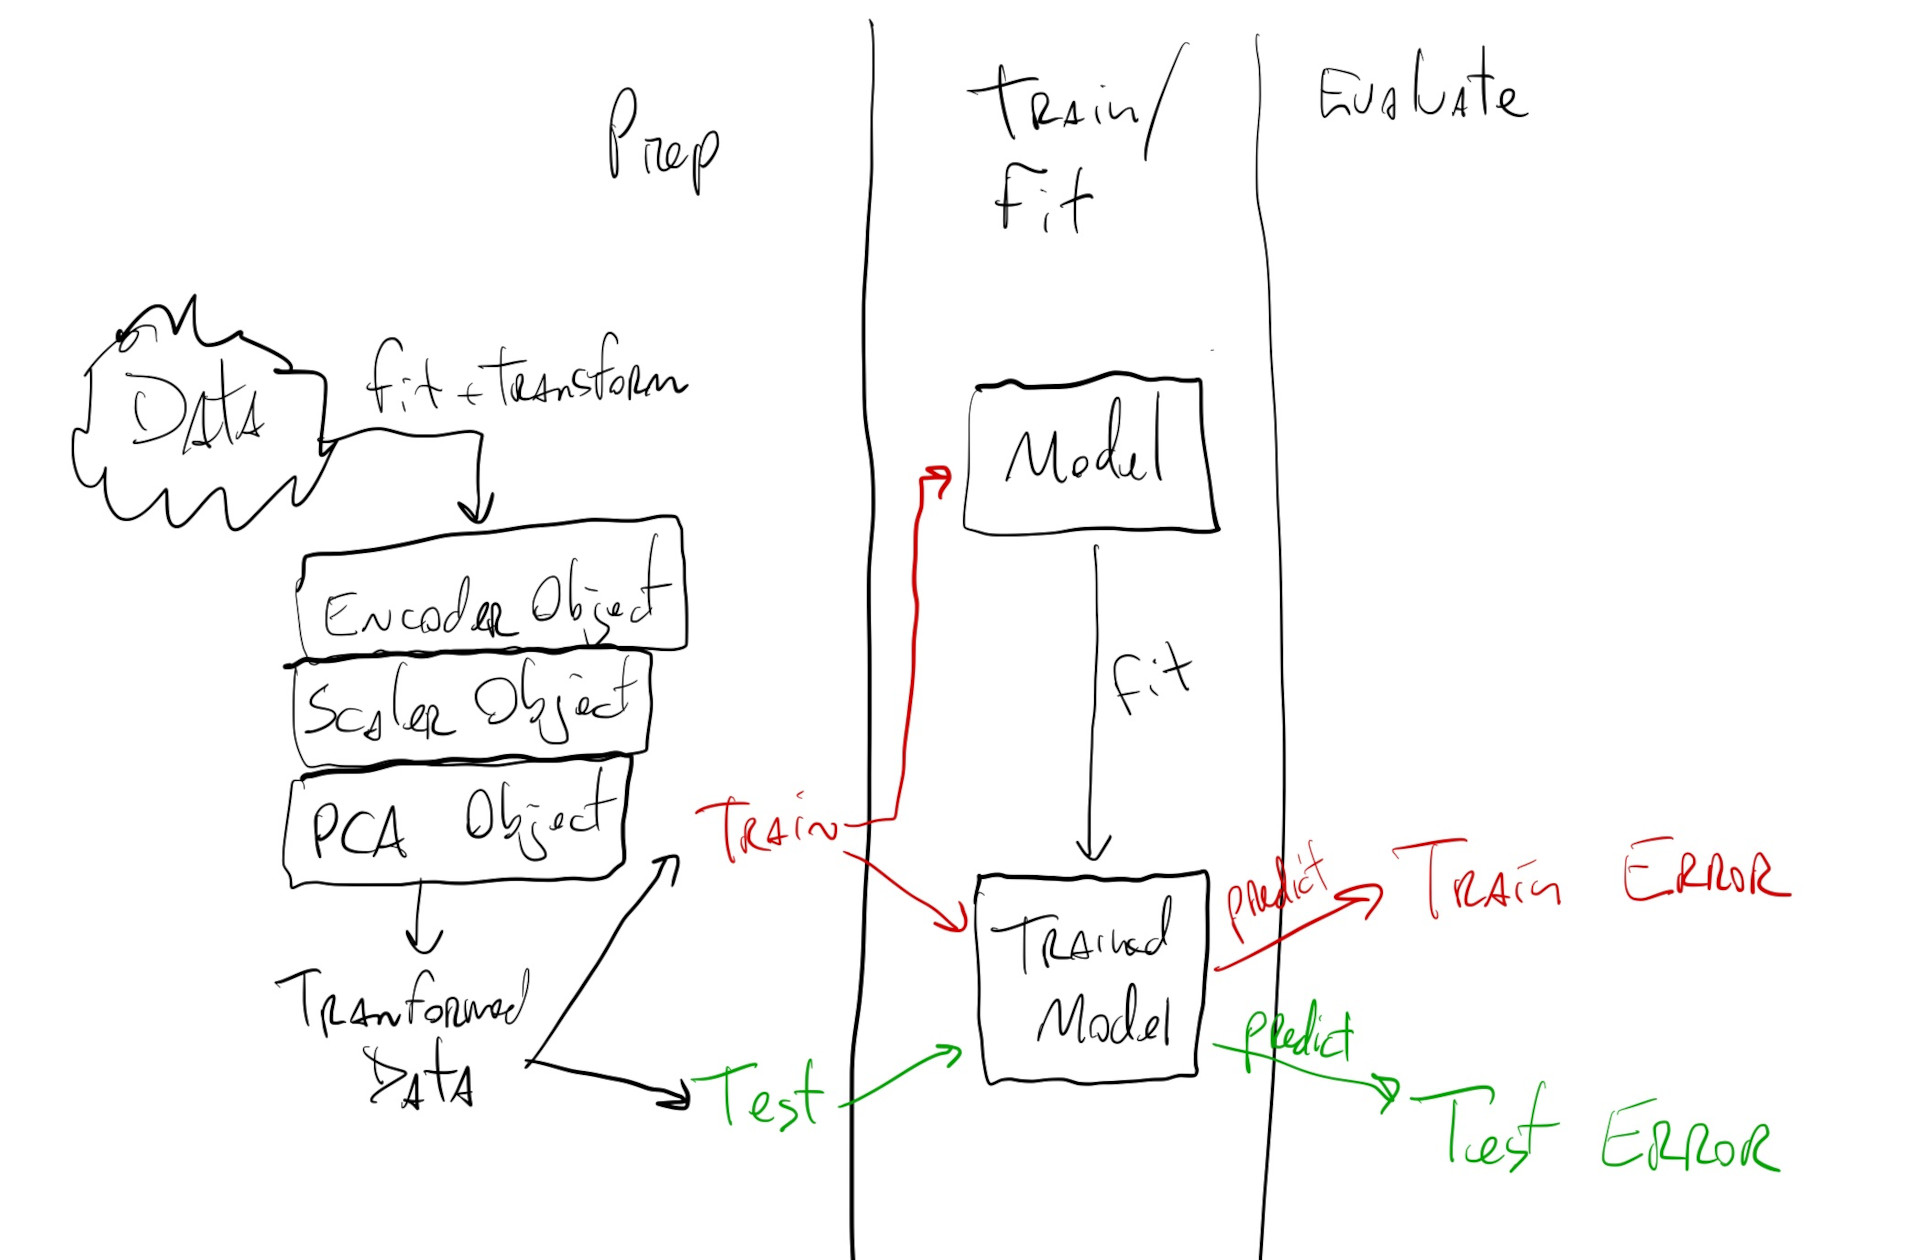 Prep
Train/
Fit
Evaluate
Data
fit + transform
Encoder Object
Scaler Object
PCA Object
Tranformed
Data
Train
Test
Model
fit
Trained
Model
predict
Train Error
predict
Test Error